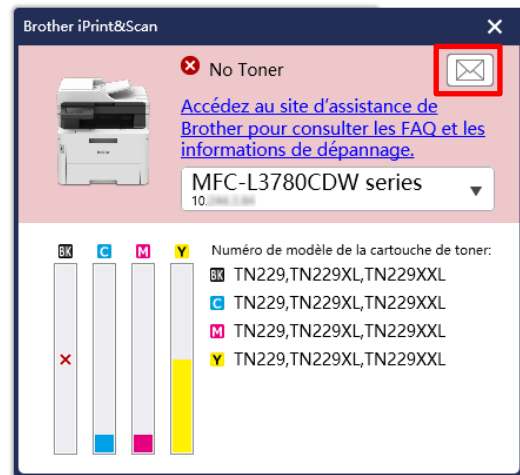 Brother iPrint&Scan
No Toner
Accédez au site d'assistance de
Brother pour consulter les FAQ et les
informations de dépannage.
MFC-L3780CDW series
10.
BK C M Y
Numéro de modèle de la cartouche de toner:
BK TN229,TN229XL,TN229XXL
C TN229,TN229XL,TN229XXL
M TN229,TN229XL,TN229XXL
Y TN229,TN229XL,TN229XXL